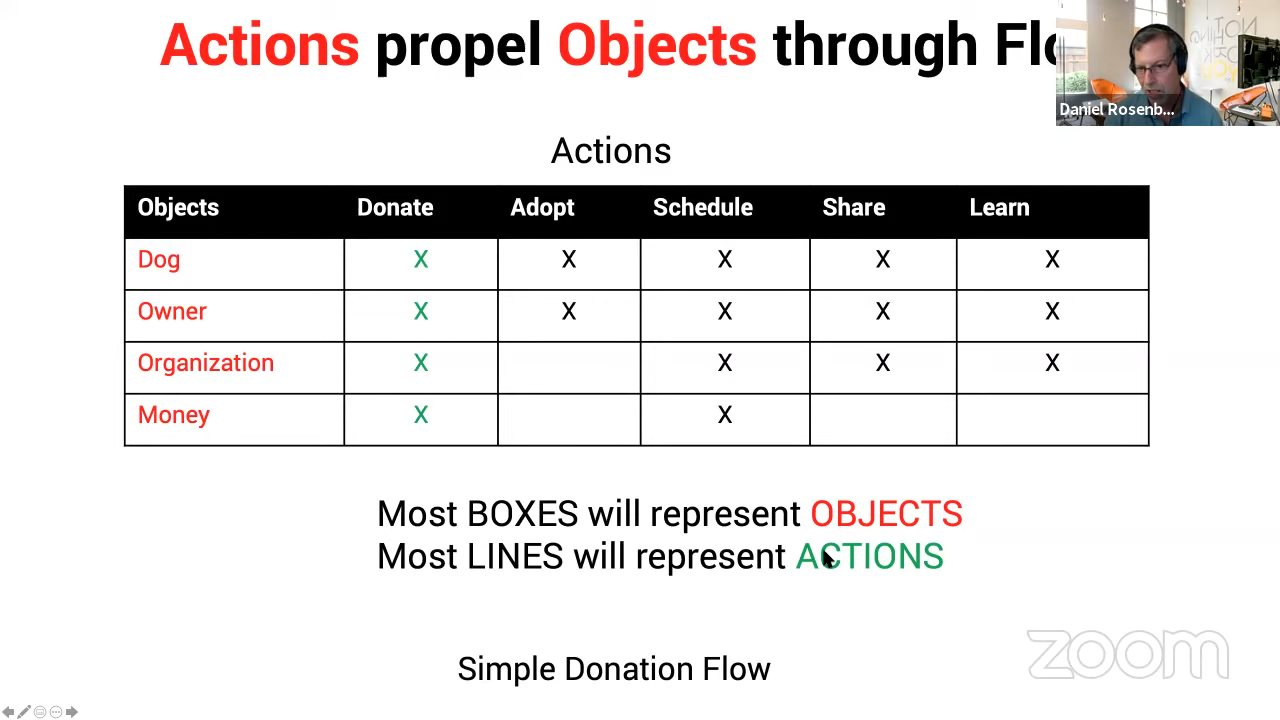 Actions propel Objects through Flo
Daniel Rosenb...
Actions
Objects Donate Adopt Schedule Share Learn
Dog X X X X X
Owner X X X X X
Organization X X X X
Money X X
Most BOXES will represent OBJECTS
Most LINES will represent ACTIONS
zoom
Simple Donation Flow